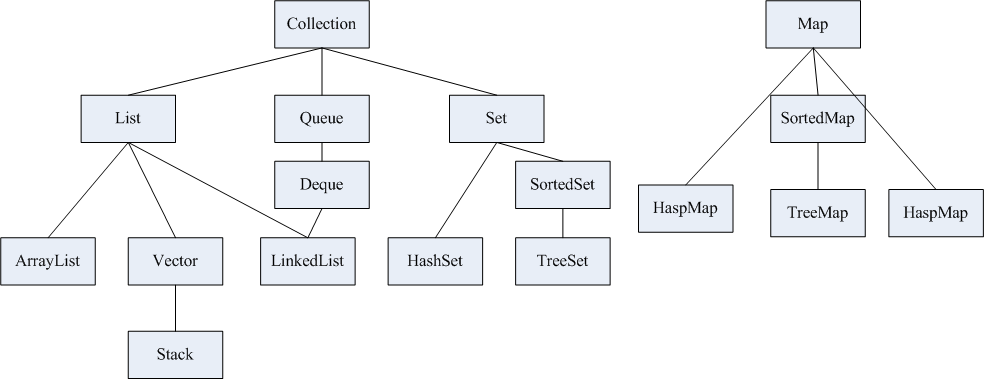 Collection
Map
List
Queue
Set
SortedMap
Deque
SortedSet
HaspMap
TreeMap
HaspMap
ArrayList
Vector
LinkedList
HashSet
TreeSet
Stack